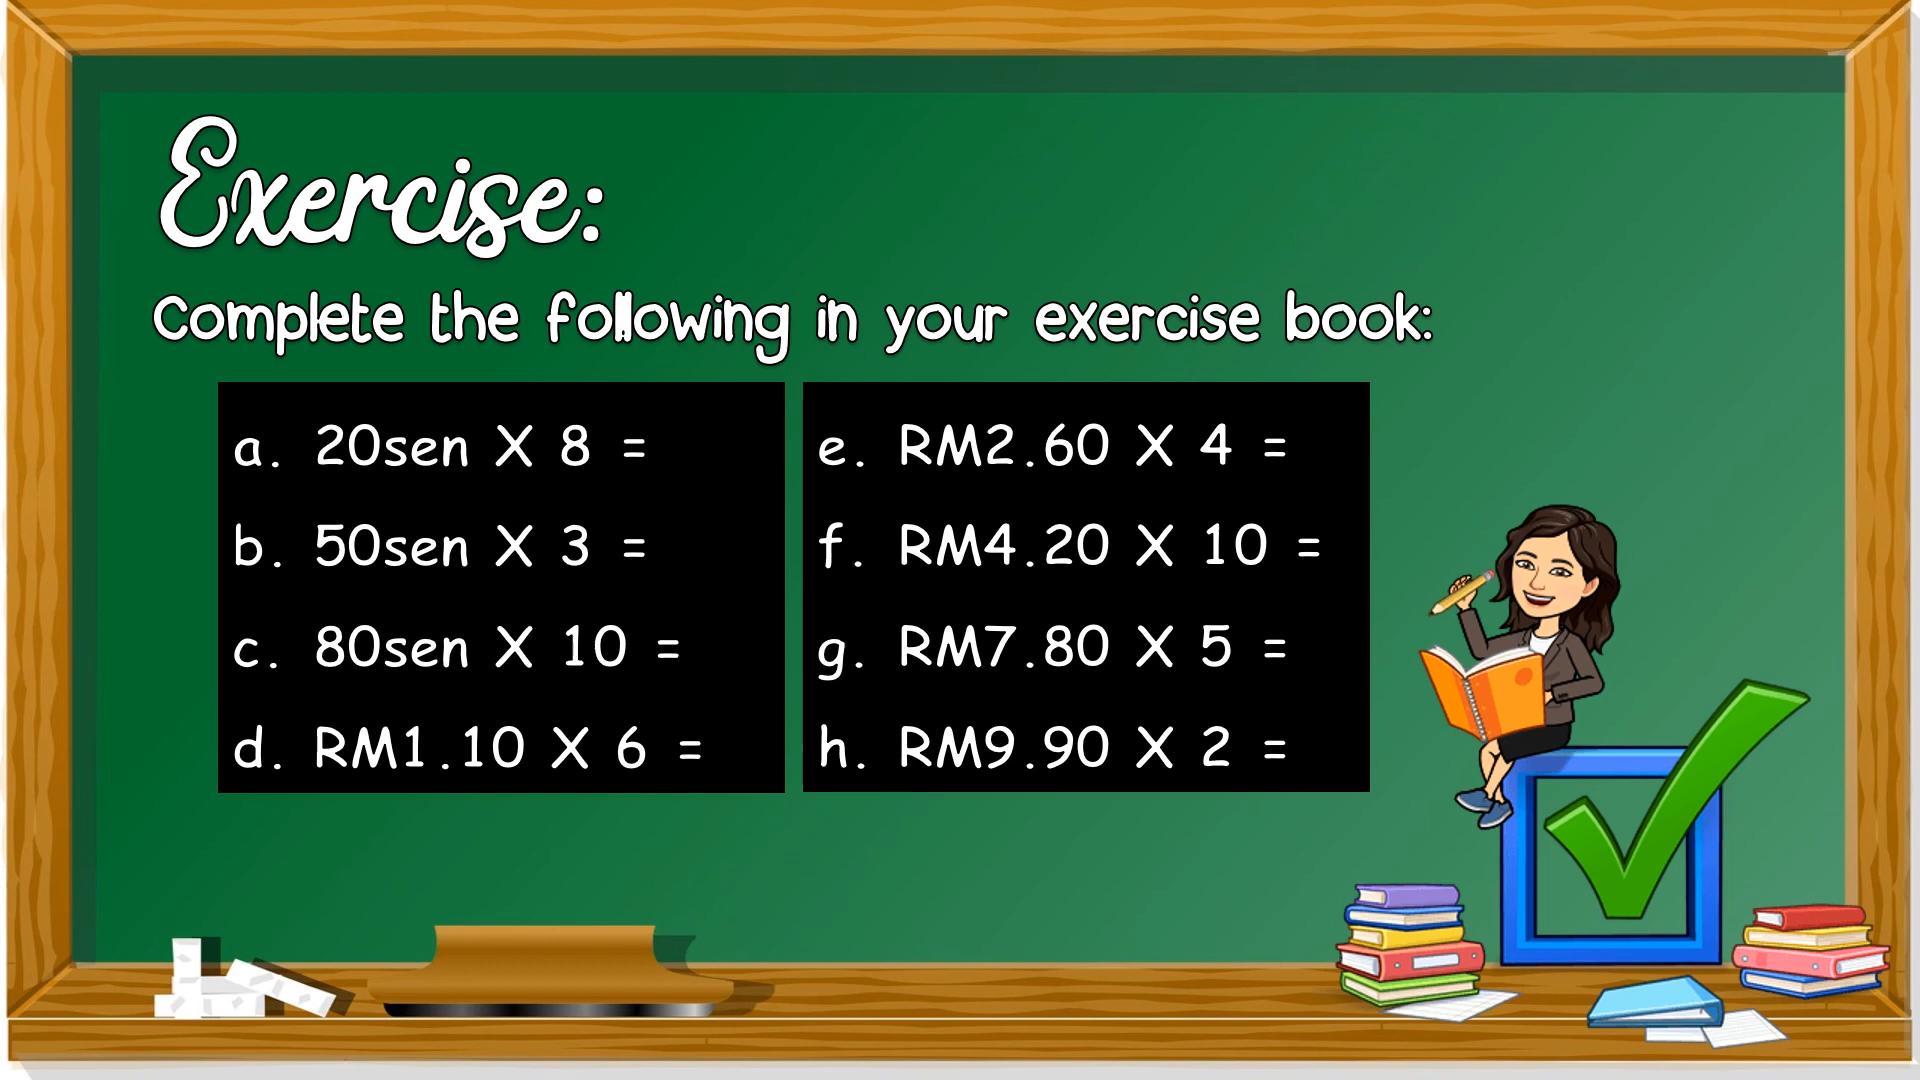 Exercise:
Complete the following in your exercise book:
a. 20sen X 8 =
b. 50sen X 3 =
c. 80sen X 10 =
d. RM1.10 X 6 =
e. RM2.60 X 4 =
f. RM4.20 X 10 =
g. RM7.80 X 5 =
h. RM9.90 X 2 =